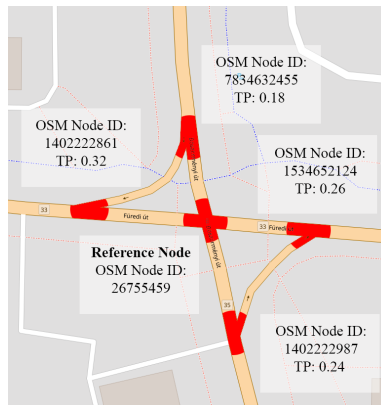 OSM Node ID:
7834632455
TP: 0.18
OSM Node ID:
1402222861
TP: 0.32
OSM Node ID:
1534652124
TP: 0.26
33
Füredi út
33
Füredi
Reference Node
OSM Node ID:
26755459
35
OSM Node ID:
1402222987
TP: 0.24